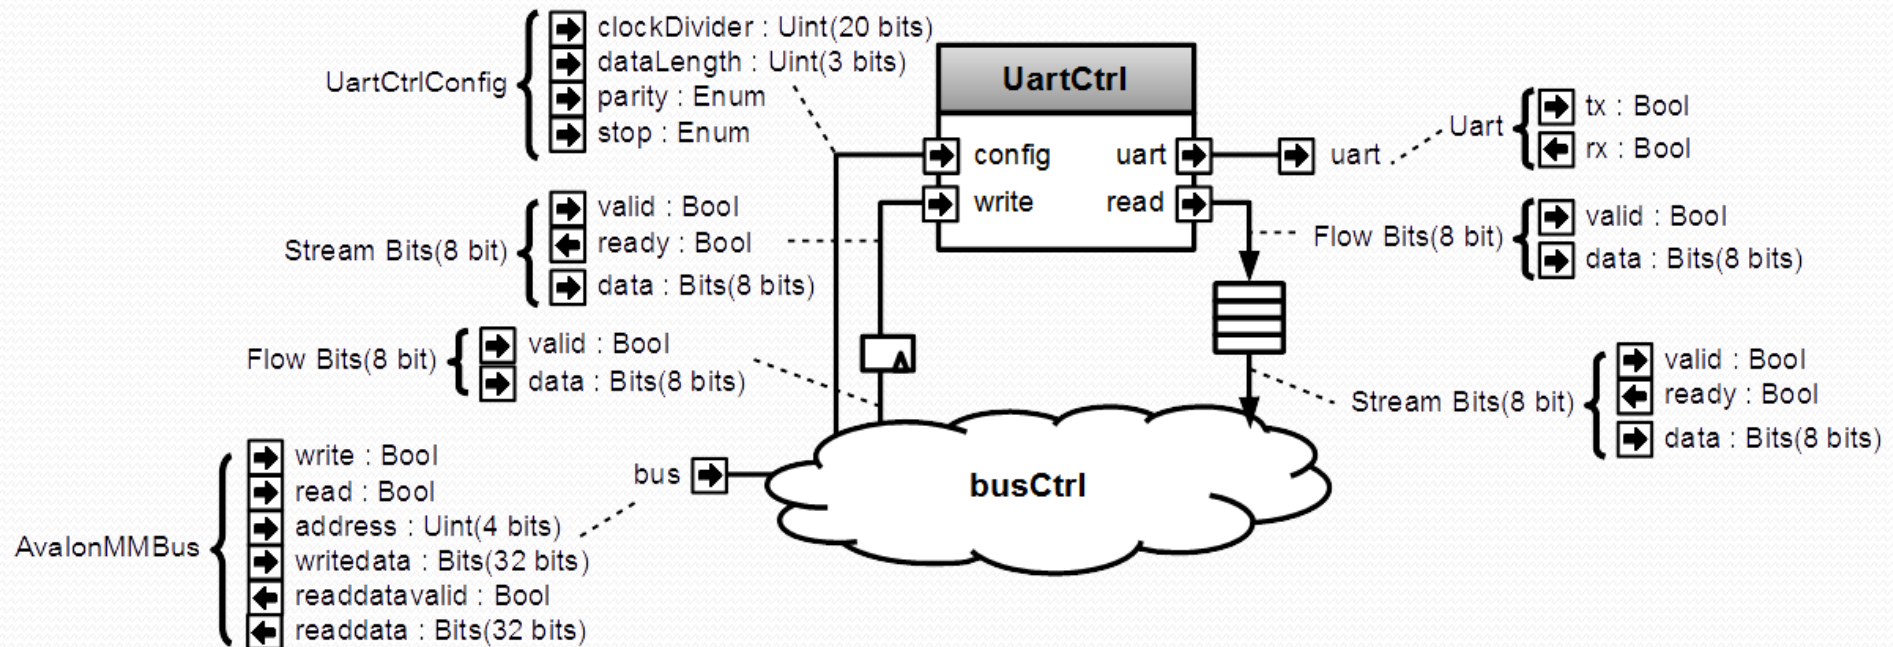 UartCtrlConfig
clockDivider : Uint(20 bits)
dataLength : Uint(3 bits)
parity : Enum
stop : Enum
UartCtrl
config
uart
write
read
uart
Uart
tx : Bool
rx : Bool
Stream Bits(8 bit)
valid : Bool
ready : Bool
data : Bits(8 bits)
Flow Bits(8 bit)
valid : Bool
data : Bits(8 bits)
Flow Bits(8 bit)
valid : Bool
data : Bits(8 bits)
Stream Bits(8 bit)
valid : Bool
ready : Bool
data : Bits(8 bits)
bus
busCtrl
AvalonMMBus
write : Bool
read : Bool
address : Uint(4 bits)
writedata : Bits(32 bits)
readdatavalid : Bool
readdata : Bits(32 bits)